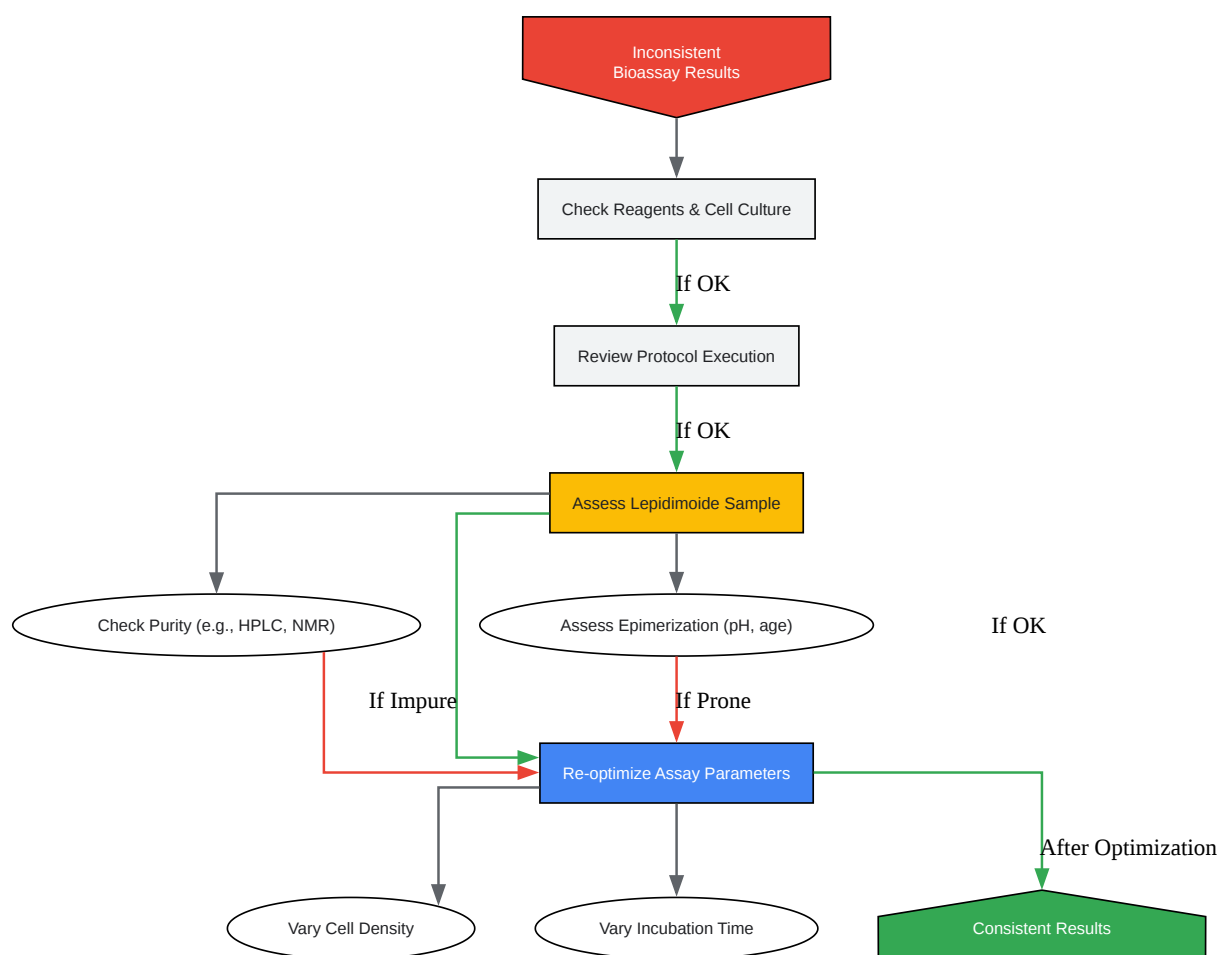 Inconsistent
Bioassay Results
Check Reagents & Cell Culture
If OK
Review Protocol Execution
If OK
Assess Lepidimoide Sample
Check Purity (e.g., HPLC, NMR)
Assess Epimerization (pH, age)
If OK
If Impure
If Prone
Re-optimize Assay Parameters
After Optimization
Vary Cell Density
Vary Incubation Time
Consistent Results